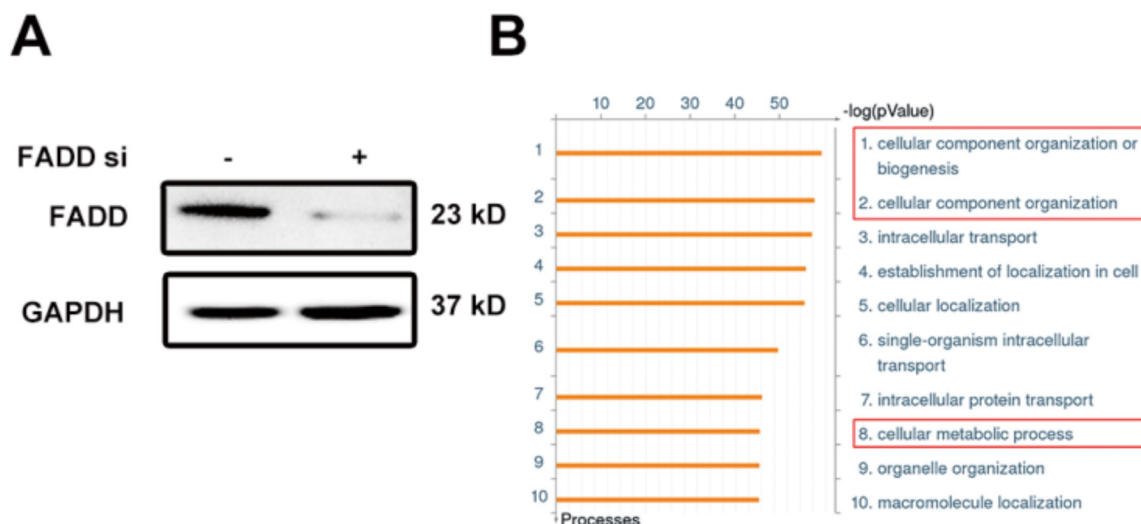 A
B
FADD si - +
FADD
23 kD
GAPDH
37 kD
10 20 30 40 50
-log(pValue)
1
2
3
4
5
6
7
8
9
10
Processes
1. cellular component organization or
biogenesis
2. cellular component organization
3. intracellular transport
4. establishment of localization in cell
5. cellular localization
6. single-organism intracellular
transport
7. intracellular protein transport
8. cellular metabolic process
9. organelle organization
10. macromolecule localization